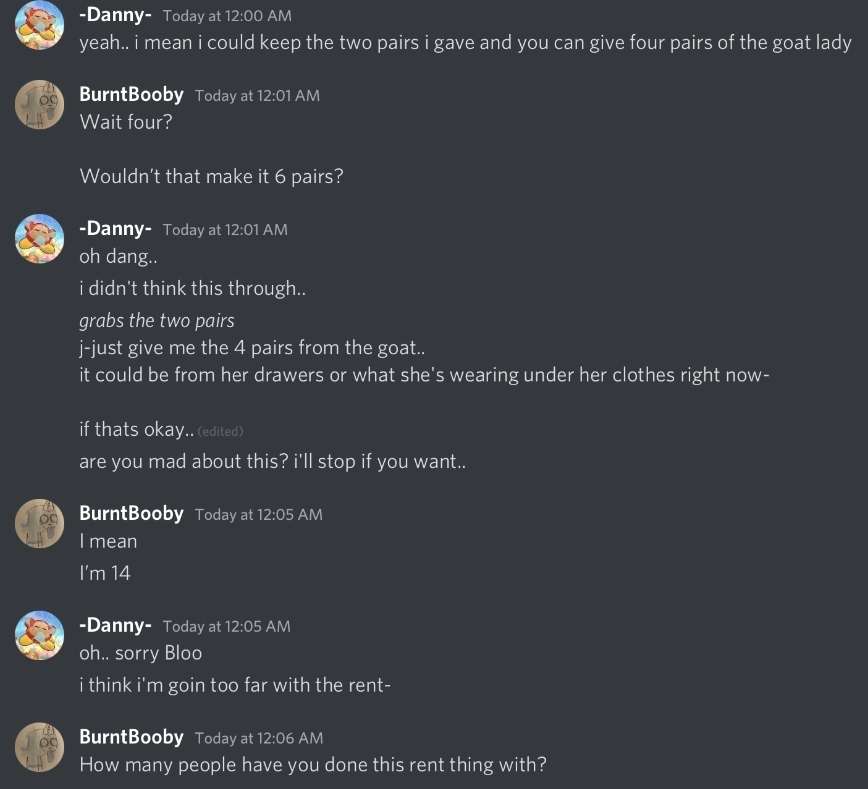 -Danny- Today at 12:00 AM
yeah.. i mean i could keep the two pairs i gave and you can give four pairs of the goat lady
BurntBooby Today at 12:01 AM
Wait four?
Wouldn't that make it 6 pairs?
-Danny- Today at 12:01 AM
oh dang..
i didn't think this through..
grabs the two pairs
j-just give me the 4 pairs from the goat..
it could be from her drawers or what she's wearing under her clothes right now-
if thats okay.. (edited)
are you mad about this? i'll stop if you want..
BurntBooby Today at 12:05 AM
I mean
I'm 14
-Danny- Today at 12:05 AM
oh.. sorry Bloo
i think i'm goin too far with the rent-
BurntBooby Today at 12:06 AM
How many people have you done this rent thing with?